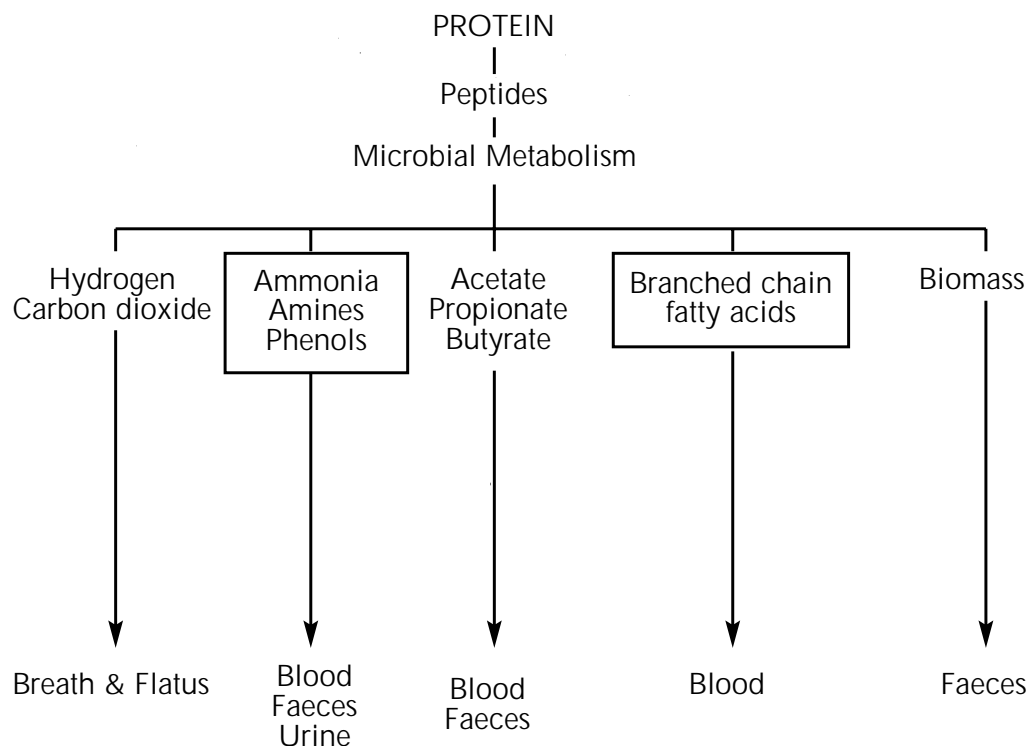 PROTEIN
Peptides
Microbial Metabolism
Hydrogen
Carbon dioxide
Ammonia
Amines
Phenols
Acetate
Propionate
Butyrate
Branched chain
fatty acids
Biomass
Breath & Flatus
Blood
Faeces
Urine
Blood
Faeces
Blood
Faeces